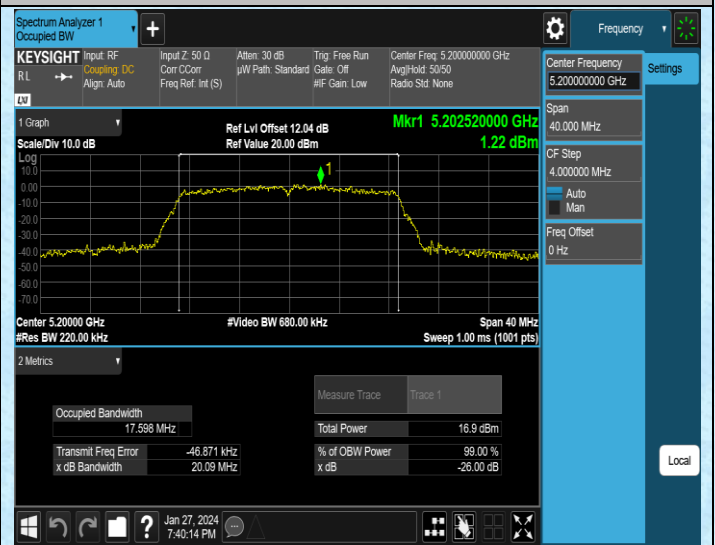 Spectrum Analyzer 1
Occupied BW
+
Frequency
KEYSIGHT
RL
LXI
Input: RF
Coupling: DC
Align: Auto
Input Z: 50 Ω
Corr CCorr
Freq Ref: Int (S)
Atten: 30 dB
µW Path: Standard
Trig: Free Run
Gate: Off
#IF Gain: Low
Center Freq: 5.200000000 GHz
Avg|Hold: 50/50
Radio Std: None
Center Frequency
5.200000000 GHz
Settings
Span
40.000 MHz
CF Step
4.000000 MHz
Auto
Man
Freq Offset
0 Hz
Local
1 Graph
Scale/Div 10.0 dB
Ref Lvl Offset 12.04 dB
Ref Value 20.00 dBm
Mkr1 5.202520000 GHz
1.22 dBm
Log
10.0
0.00
-10.0
-20.0
-30.0
-40.0
-50.0
-60.0
-70.0
1
Center 5.20000 GHz
#Res BW 220.00 kHz
#Video BW 680.00 kHz
Span 40 MHz
Sweep 1.00 ms (1001 pts)
2 Metrics
Measure Trace Trace 1
Occupied Bandwidth
17.598 MHz
Total Power 16.9 dBm
Transmit Freq Error -46.871 kHz
% of OBW Power 99.00 %
x dB Bandwidth 20.09 MHz
x dB -26.00 dB
?
Jan 27, 2024
7:40:14 PM